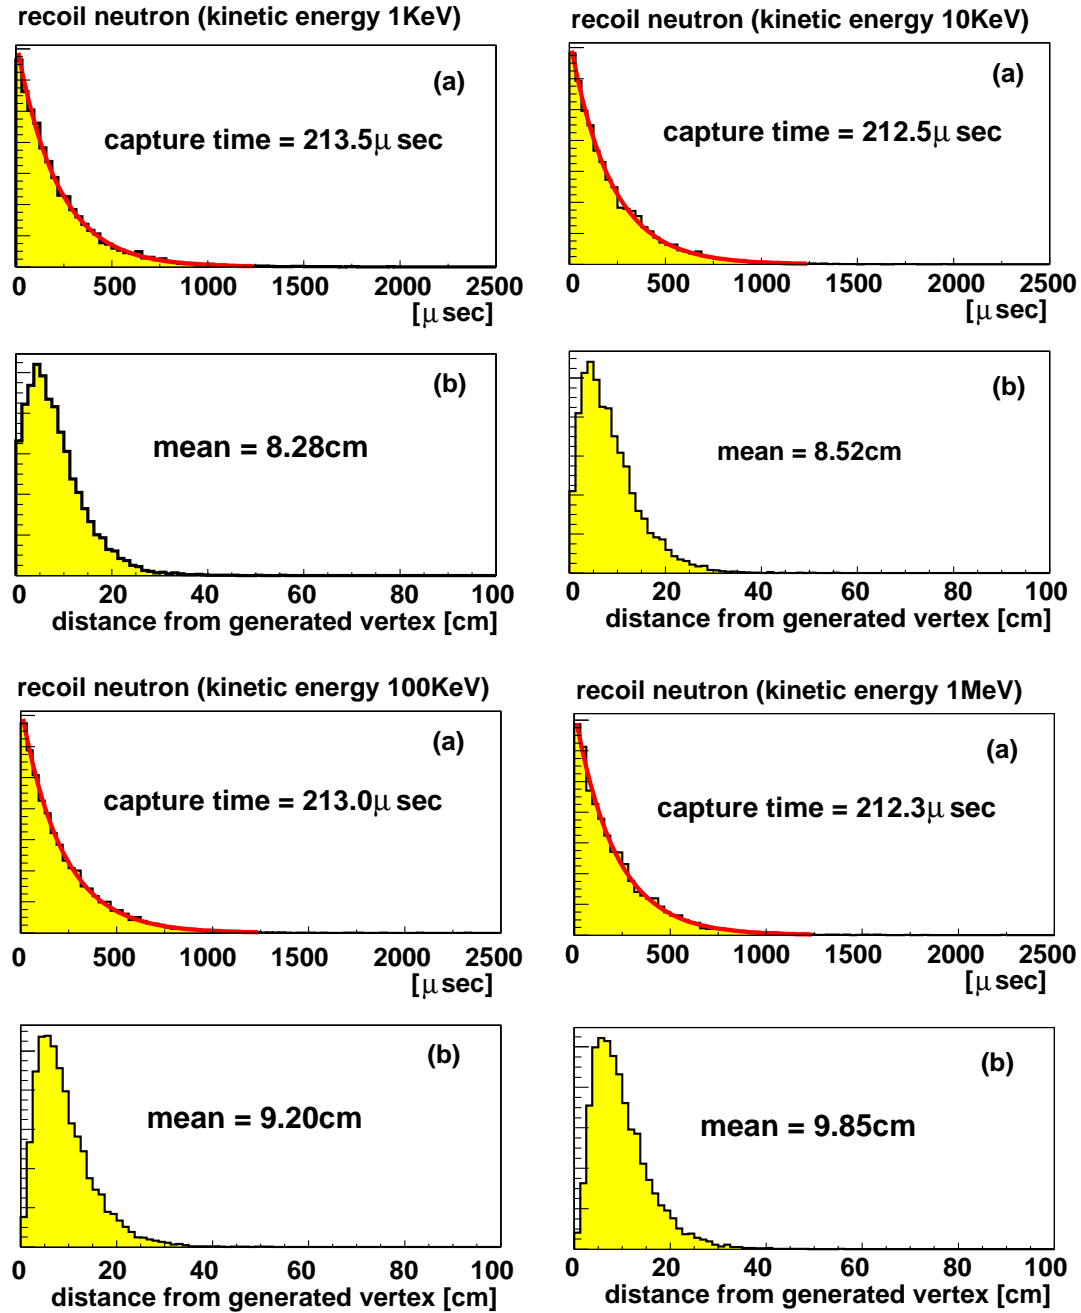 recoil neutron (kinetic energy 1KeV)
(a)
capture time = 213.5μ sec
0 500 1000 1500 2000 2500
[μ sec]
(b)
mean = 8.28cm
0 20 40 60 80 100
distance from generated vertex [cm]
recoil neutron (kinetic energy 10KeV)
(a)
capture time = 212.5μ sec
0 500 1000 1500 2000 2500
[μ sec]
(b)
mean = 8.52cm
0 20 40 60 80 100
distance from generated vertex [cm]
recoil neutron (kinetic energy 100KeV)
(a)
capture time = 213.0μ sec
0 500 1000 1500 2000 2500
[μ sec]
(b)
mean = 9.20cm
0 20 40 60 80 100
distance from generated vertex [cm]
recoil neutron (kinetic energy 1MeV)
(a)
capture time = 212.3μ sec
0 500 1000 1500 2000 2500
[μ sec]
(b)
mean = 9.85cm
0 20 40 60 80 100
distance from generated vertex [cm]